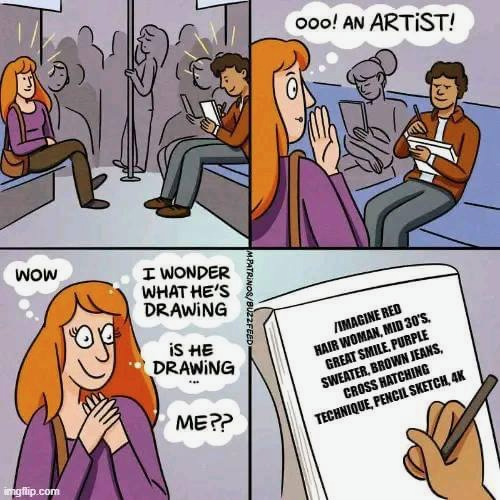 OOO! AN ARTiST!
WOW
I WONDER
WHAT HE'S
DRAWiNG
iS HE
DRAWiNG
...
ME??
M.PATRINOS/BUZZFEED
/IMAGINE RED
HAIR WOMAN, MID 30'S,
GREAT SMILE, PURPLE
SWEATER, BROWN JEANS,
CROSS HATCHING
TECHNIQUE, PENCIL SKETCH, 4K
imgflip.com